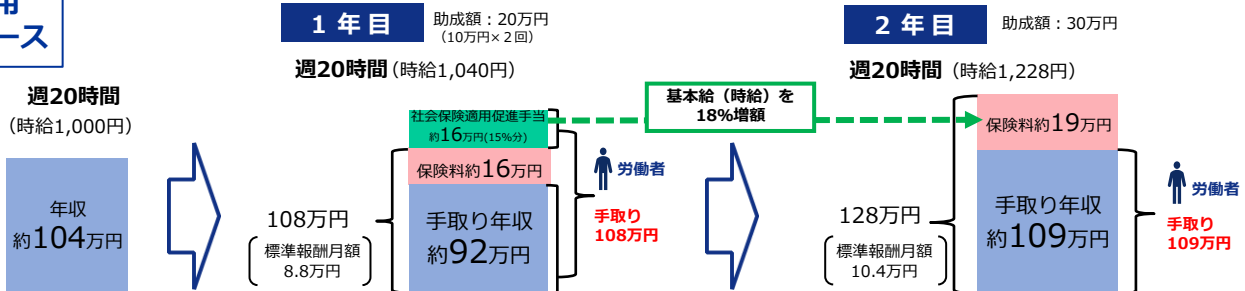 用
ース
週20時間
（時給1,000円）
年収
約104万円
1年目
助成額：20万円
（10万円×2回）
週20時間（時給1,040円）
社会保険適用促進手当
約16万円(15%分)
保険料約16万円
手取り年収
約92万円
108万円
標準報酬月額
8.8万円
労働者
手取り
108万円
基本給（時給）を
18%増額
2年目
助成額：30万円
週20時間（時給1,228円）
保険料約19万円
手取り年収
約109万円
128万円
標準報酬月額
10.4万円
労働者
手取り
109万円